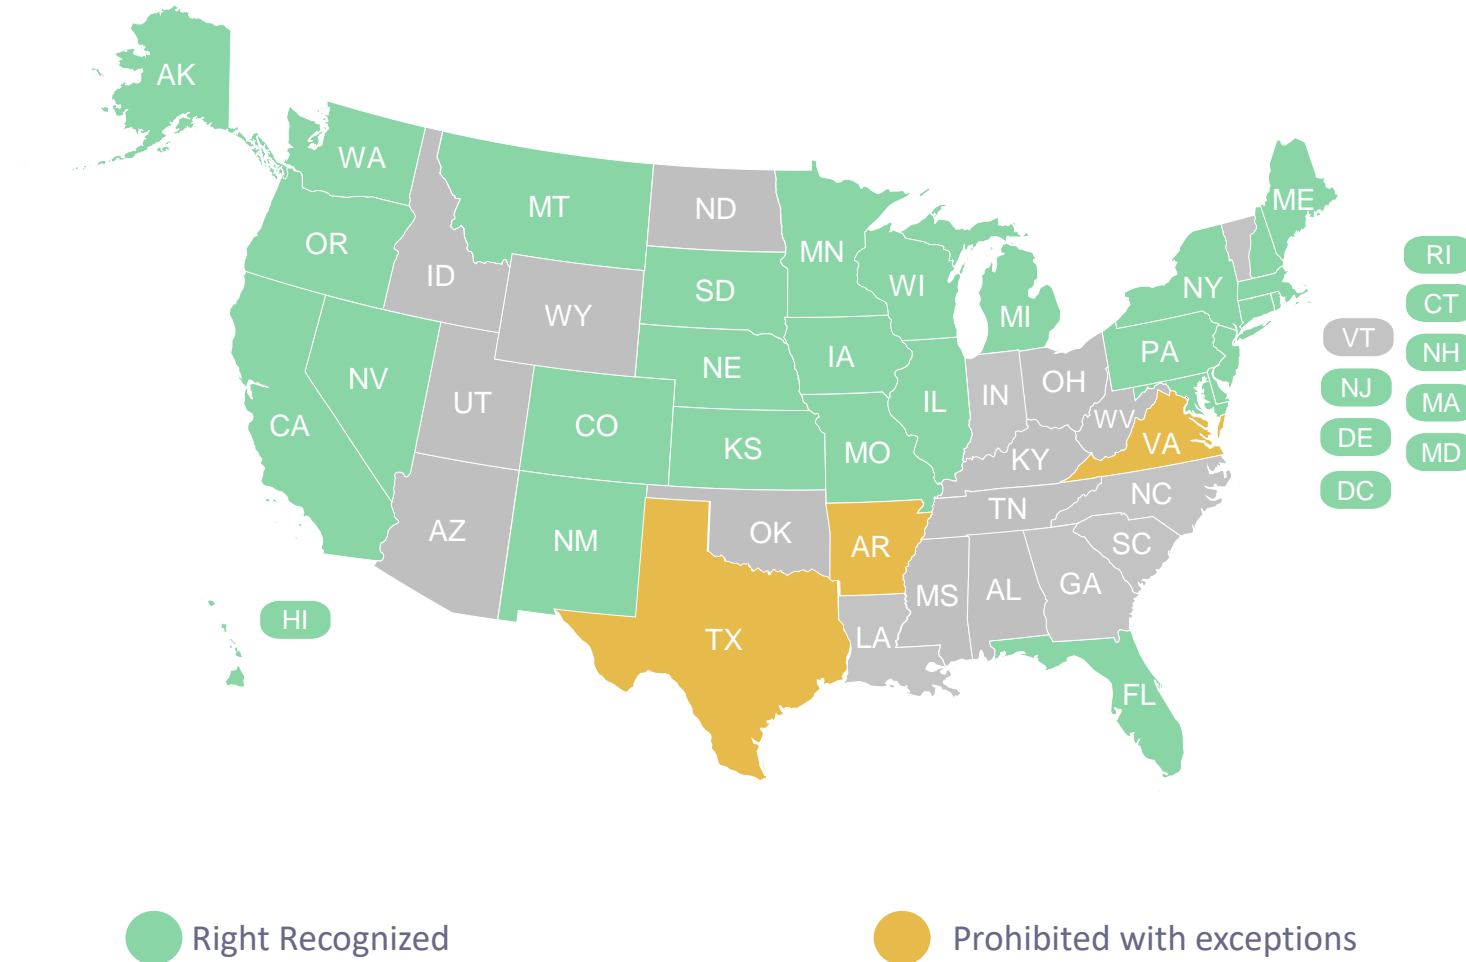 AK
WA
MT
ND
MN
ME
OR
ID
SD
WI
MI
NY
RI
WY
CT
VT
NH
NV
NE
IA
PA
NJ
MA
UT
CO
IL
IN
OH
WV
CA
KS
MO
KY
VA
DE
MD
AZ
NM
OK
AR
TN
NC
DC
SC
MS
AL
GA
HI
TX
LA
FL
Right Recognized
Prohibited with exceptions